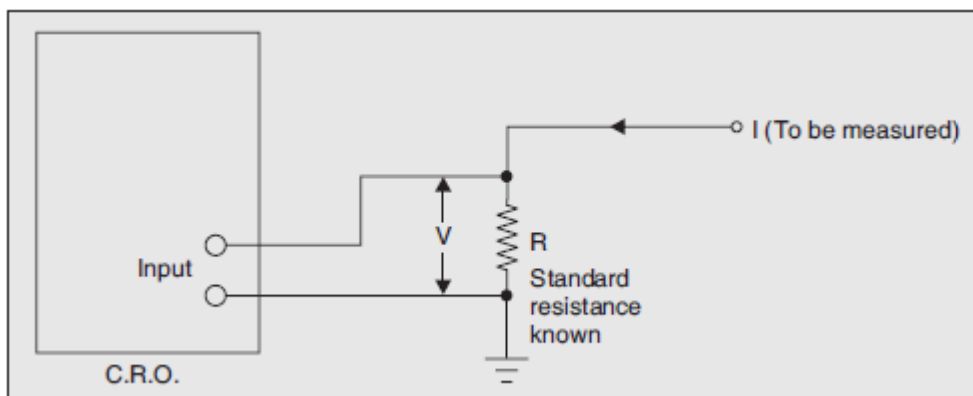 I (To be measured)
V
R
Input
Standard
resistance
known
C.R.O.